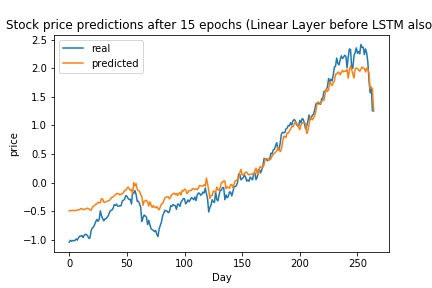 Stock price predictions after 15 epochs (Linear Layer before LSTM also
real
predicted
price
2.5
2.0
1.5
1.0
0.5
0.0
−0.5
−1.0
0
50
100
150
200
250
Day